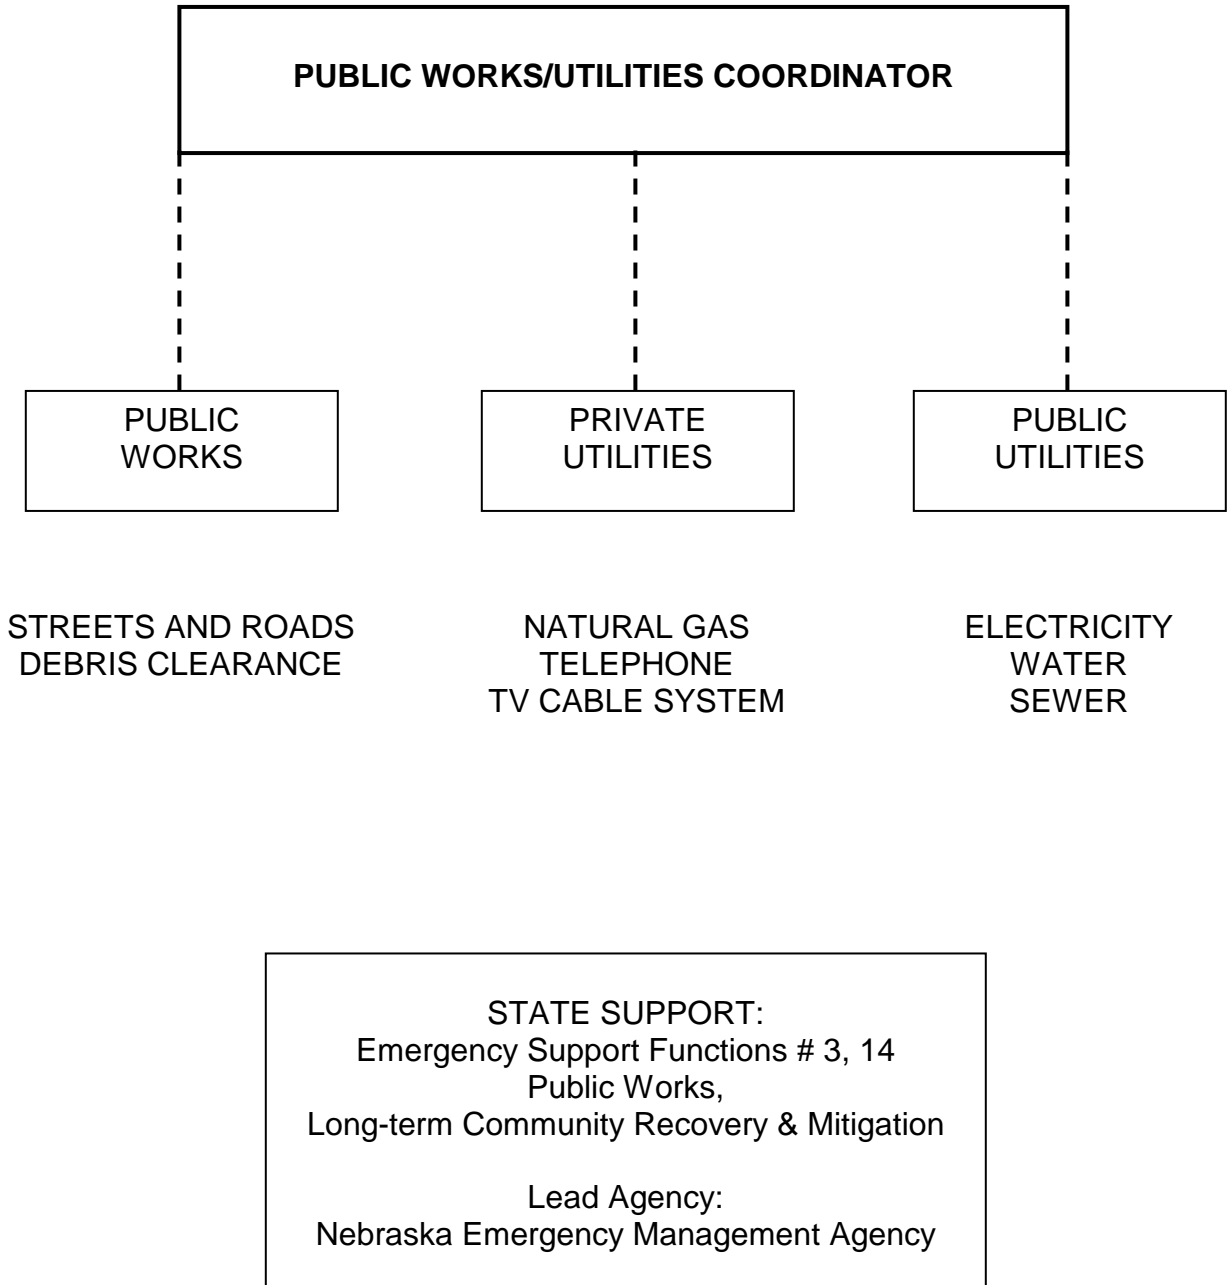 PUBLIC WORKS/UTILITIES COORDINATOR
PUBLIC
WORKS
PRIVATE
UTILITIES
PUBLIC
UTILITIES
STREETS AND ROADS
DEBRIS CLEARANCE
NATURAL GAS
TELEPHONE
TV CABLE SYSTEM
ELECTRICITY
WATER
SEWER
STATE SUPPORT:
Emergency Support Functions # 3, 14
Public Works,
Long-term Community Recovery & Mitigation
Lead Agency:
Nebraska Emergency Management Agency